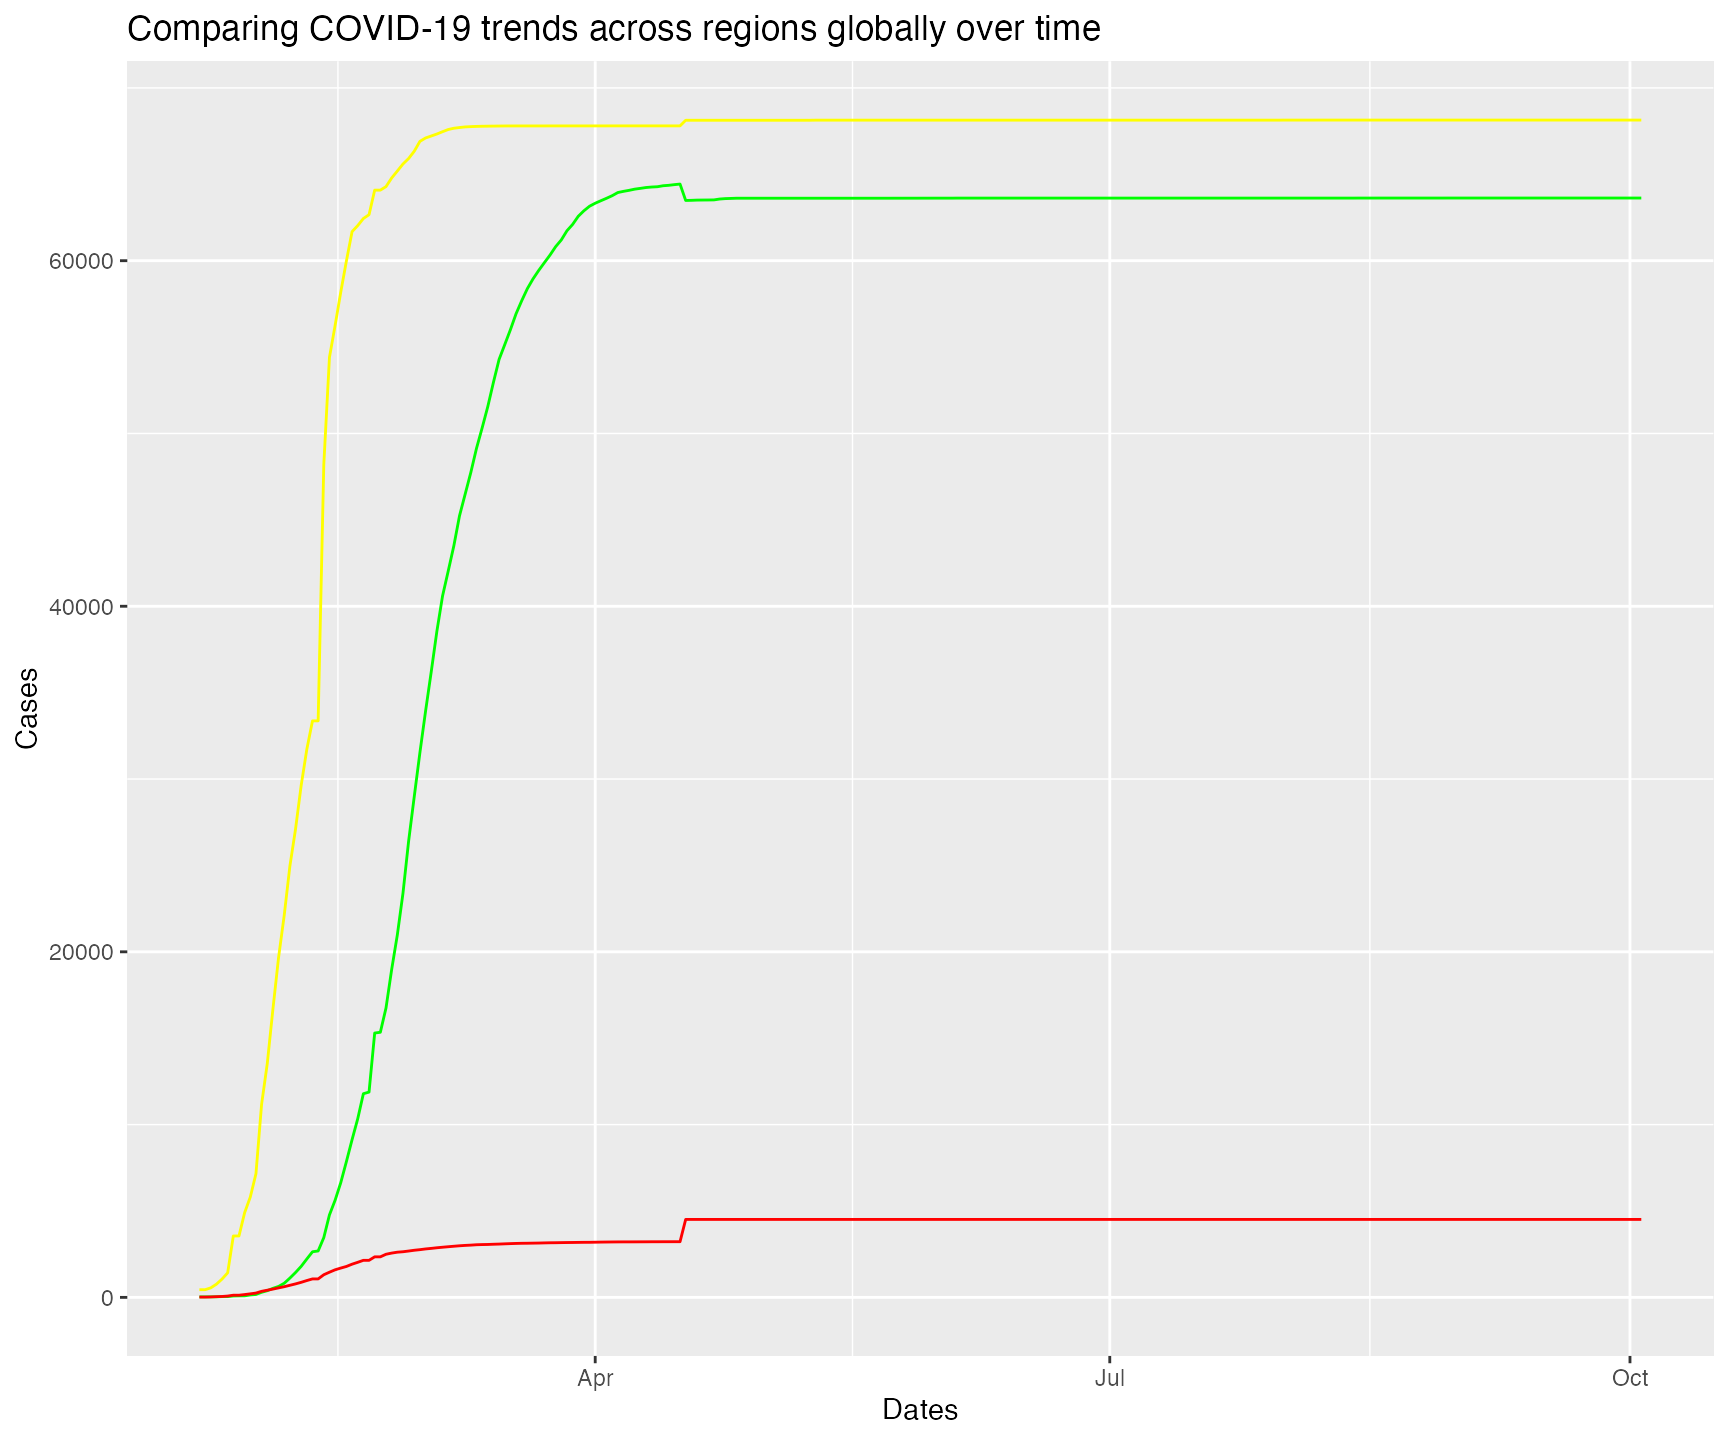 Comparing COVID-19 trends across regions globally over time
60000
40000
20000
0
Cases
Apr
Jul
Oct
Dates